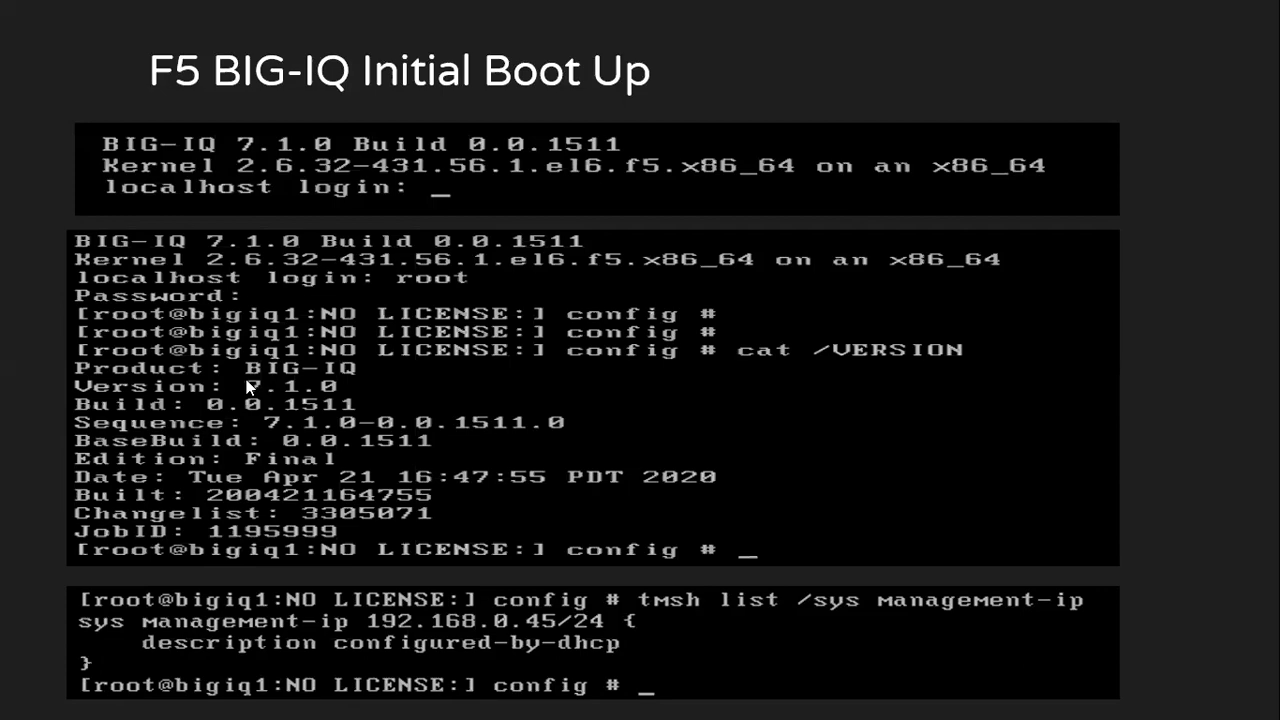 F5 BIG-IQ Initial Boot Up
BIG-IQ 7.1.0 Build 0.0.1511
Kernel 2.6.32-431.56.1.el6.f5.x86_64 on an x86_64
localhost login: _
BIG-IQ 7.1.0 Build 0.0.1511
Kernel 2.6.32-431.56.1.el6.f5.x86_64 on an x86_64
localhost login: root
Password:
[root@bigiq1:NO LICENSE:] config #
[root@bigiq1:NO LICENSE:] config #
[root@bigiq1:NO LICENSE:] config # cat /VERSION
Product: BIG-IQ
Version: 7.1.0
Build: 0.0.1511
Sequence: 7.1.0-0.0.1511.0
BaseBuild: 0.0.1511
Edition: Final
Date: Tue Apr 21 16:47:55 PDT 2020
Built: 200421164755
Changelist: 3305071
JobID: 1195999
[root@bigiq1:NO LICENSE:] config # _
[root@bigiq1:NO LICENSE:] config # tmsh list /sys management-ip
sys management-ip 192.168.0.45/24 {
    description configured-by-dhcp
}
[root@bigiq1:NO LICENSE:] config # _